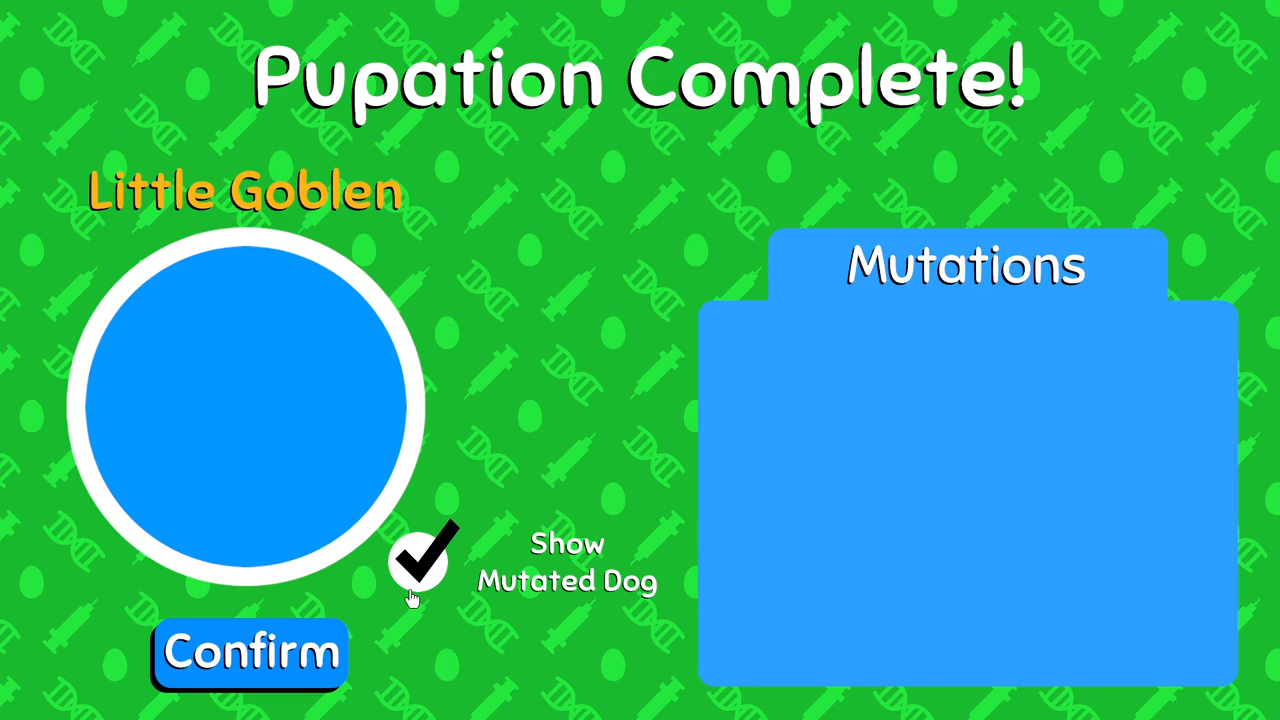 Pupation Complete!
Little Goblen
Mutations
Show
Mutated Dog
Confirm